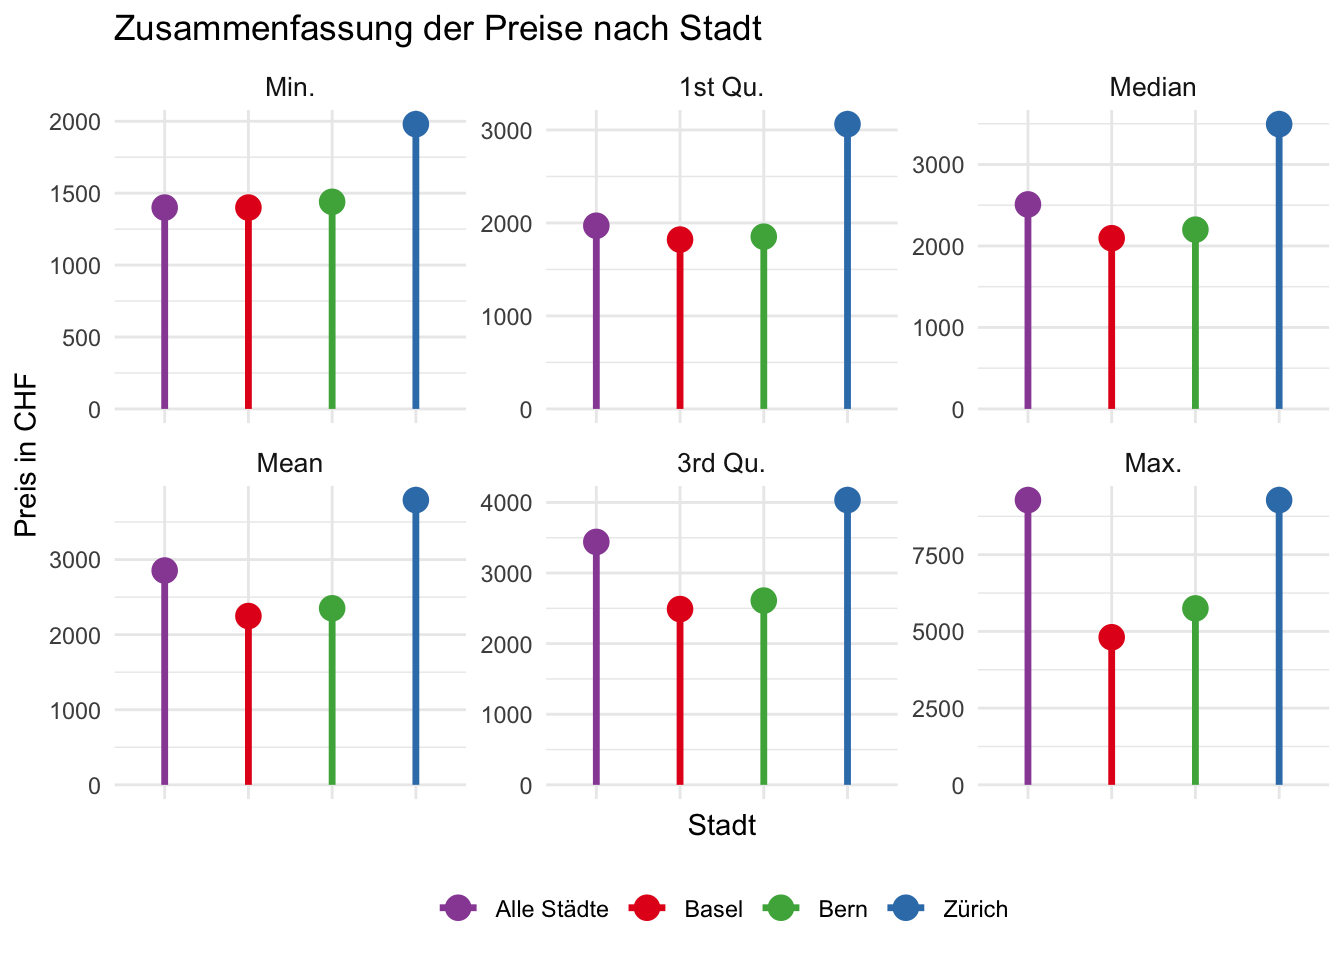 Zusammenfassung der Preise nach Stadt
Min.
1st Qu.
Median
2000
1500
1000
500
0
3000
2000
1000
0
3000
2000
1000
0
Preis in CHF
Mean
3rd Qu.
Max.
3000
2000
1000
0
4000
3000
2000
1000
0
7500
5000
2500
0
Stadt
Alle Städte Basel Bern Zürich